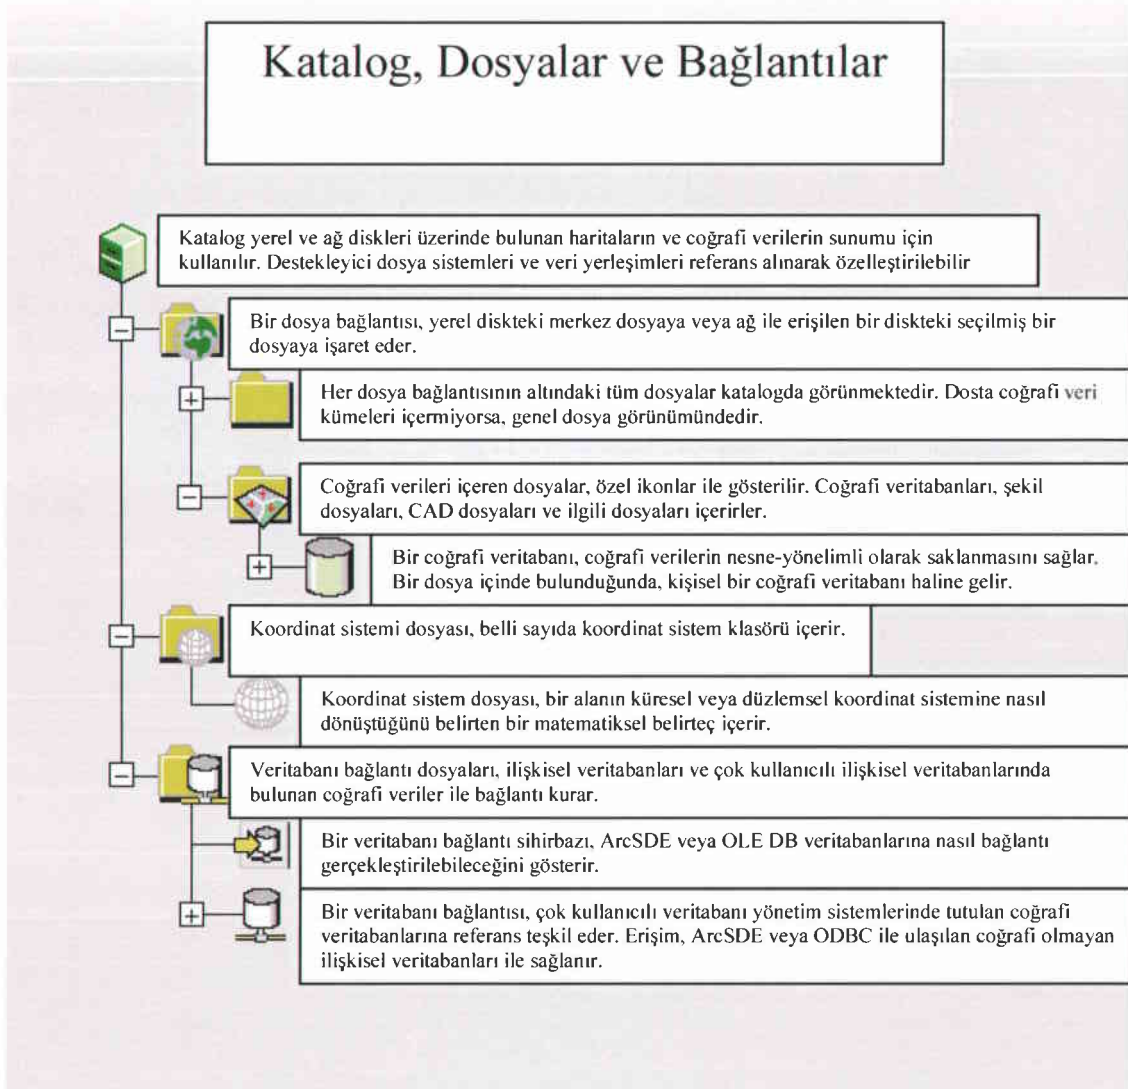 Katalog, Dosyalar ve Bağlantılar
Katalog yerel ve ağ diskleri üzerinde bulunan haritaların ve coğrafi verilerin sunumu için
kullanılır. Destekleyici dosya sistemleri ve veri yerleşimleri referans alınarak özelleştirilebilir
Bir dosya bağlantısı, yerel diskteki merkez dosyaya veya ağ ile erişilen bir diskteki seçilmiş bir
dosyaya işaret eder.
Her dosya bağlantısının altındaki tüm dosyalar katalogda görünmektedir. Dosta coğrafi veri
kümeleri içermiyorsa, genel dosya görünümündedir.
Coğrafi verileri içeren dosyalar, özel ikonlar ile gösterilir. Coğrafi veritabanları, şekil
dosyaları, CAD dosyaları ve ilgili dosyaları içerirler.
Bir coğrafi veritabanı, coğrafi verilerin nesne-yönelimli olarak saklanmasını sağlar.
Bir dosya içinde bulunduğunda, kişisel bir coğrafi veritabanı haline gelir.
Koordinat sistemi dosyası, belli sayıda koordinat sistem klasörü içerir.
Koordinat sistem dosyası, bir alanın küresel veya düzlemsel koordinat sistemine nasıl
dönüştüğünü belirten bir matematiksel belirteç içerir.
Veritabanı bağlantı dosyaları, ilişkisel veritabanları ve çok kullanıcılı ilişkisel veritabanlarında
bulunan coğrafi veriler ile bağlantı kurar.
Bir veritabanı bağlantı sihirbazı, ArcSDE veya OLE DB veritabanlarına nasıl bağlantı
gerçekleştirilebileceğini gösterir.
Bir veritabanı bağlantısı, çok kullanıcılı veritabanı yönetim sistemlerinde tutulan coğrafi
veritabanlarına referans teşkil eder. Erişim, ArcSDE veya ODBC ile ulaşılan coğrafi olmayan
ilişkisel veritabanları ile sağlanır.